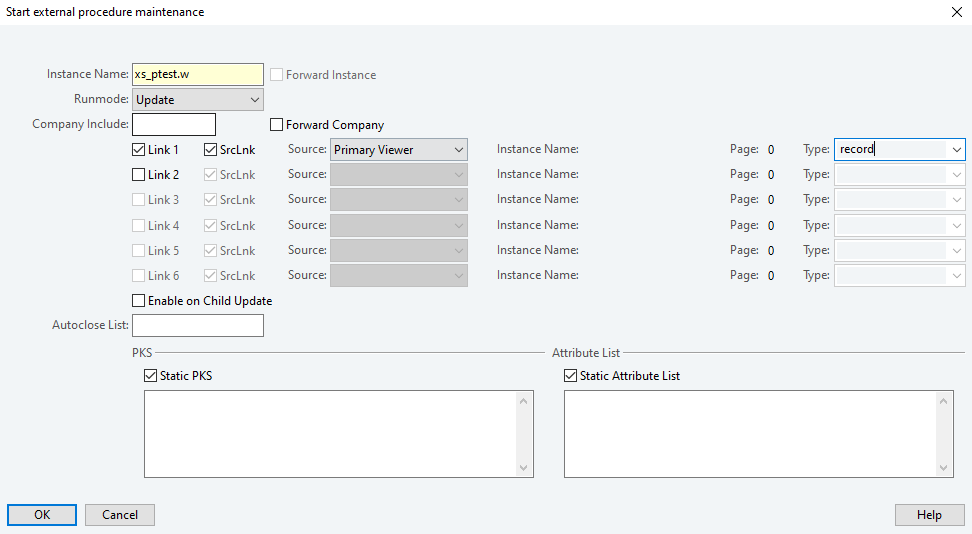 Start external procedure maintenance
Instance Name: xs_ptest.w Forward Instance
Runmode: Update
Company Include: Forward Company
Link 1 SrcLnk Source: Primary Viewer Instance Name: Page: 0 Type: record
Link 2 SrcLnk Source: Instance Name: Page: 0 Type:
Link 3 SrcLnk Source: Instance Name: Page: 0 Type:
Link 4 SrcLnk Source: Instance Name: Page: 0 Type:
Link 5 SrcLnk Source: Instance Name: Page: 0 Type:
Link 6 SrcLnk Source: Instance Name: Page: 0 Type:
Enable on Child Update
Autoclose List:
PKS Attribute List
Static PKS Static Attribute List
OK Cancel Help